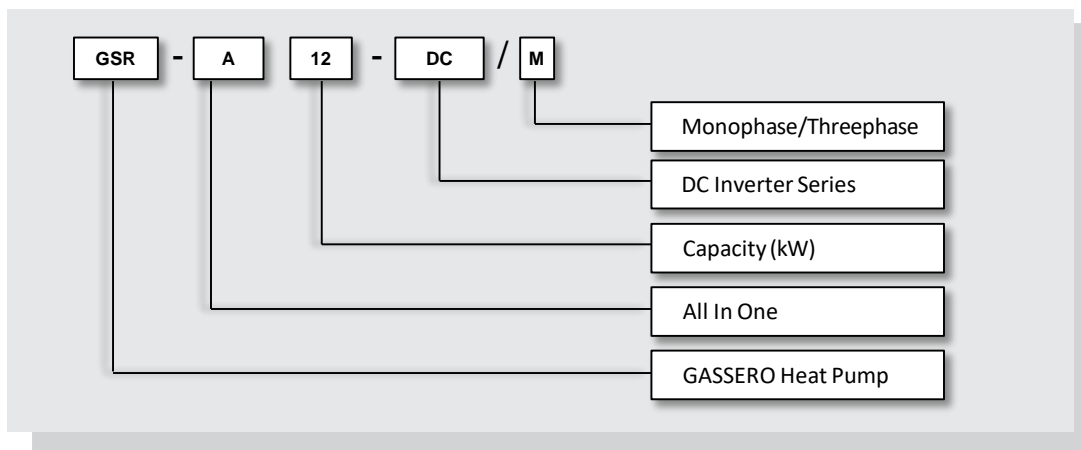 GSR - A 12 - DC / M
Monophase/Threephase
DC Inverter Series
Capacity (kW)
All In One
GASSERO Heat Pump